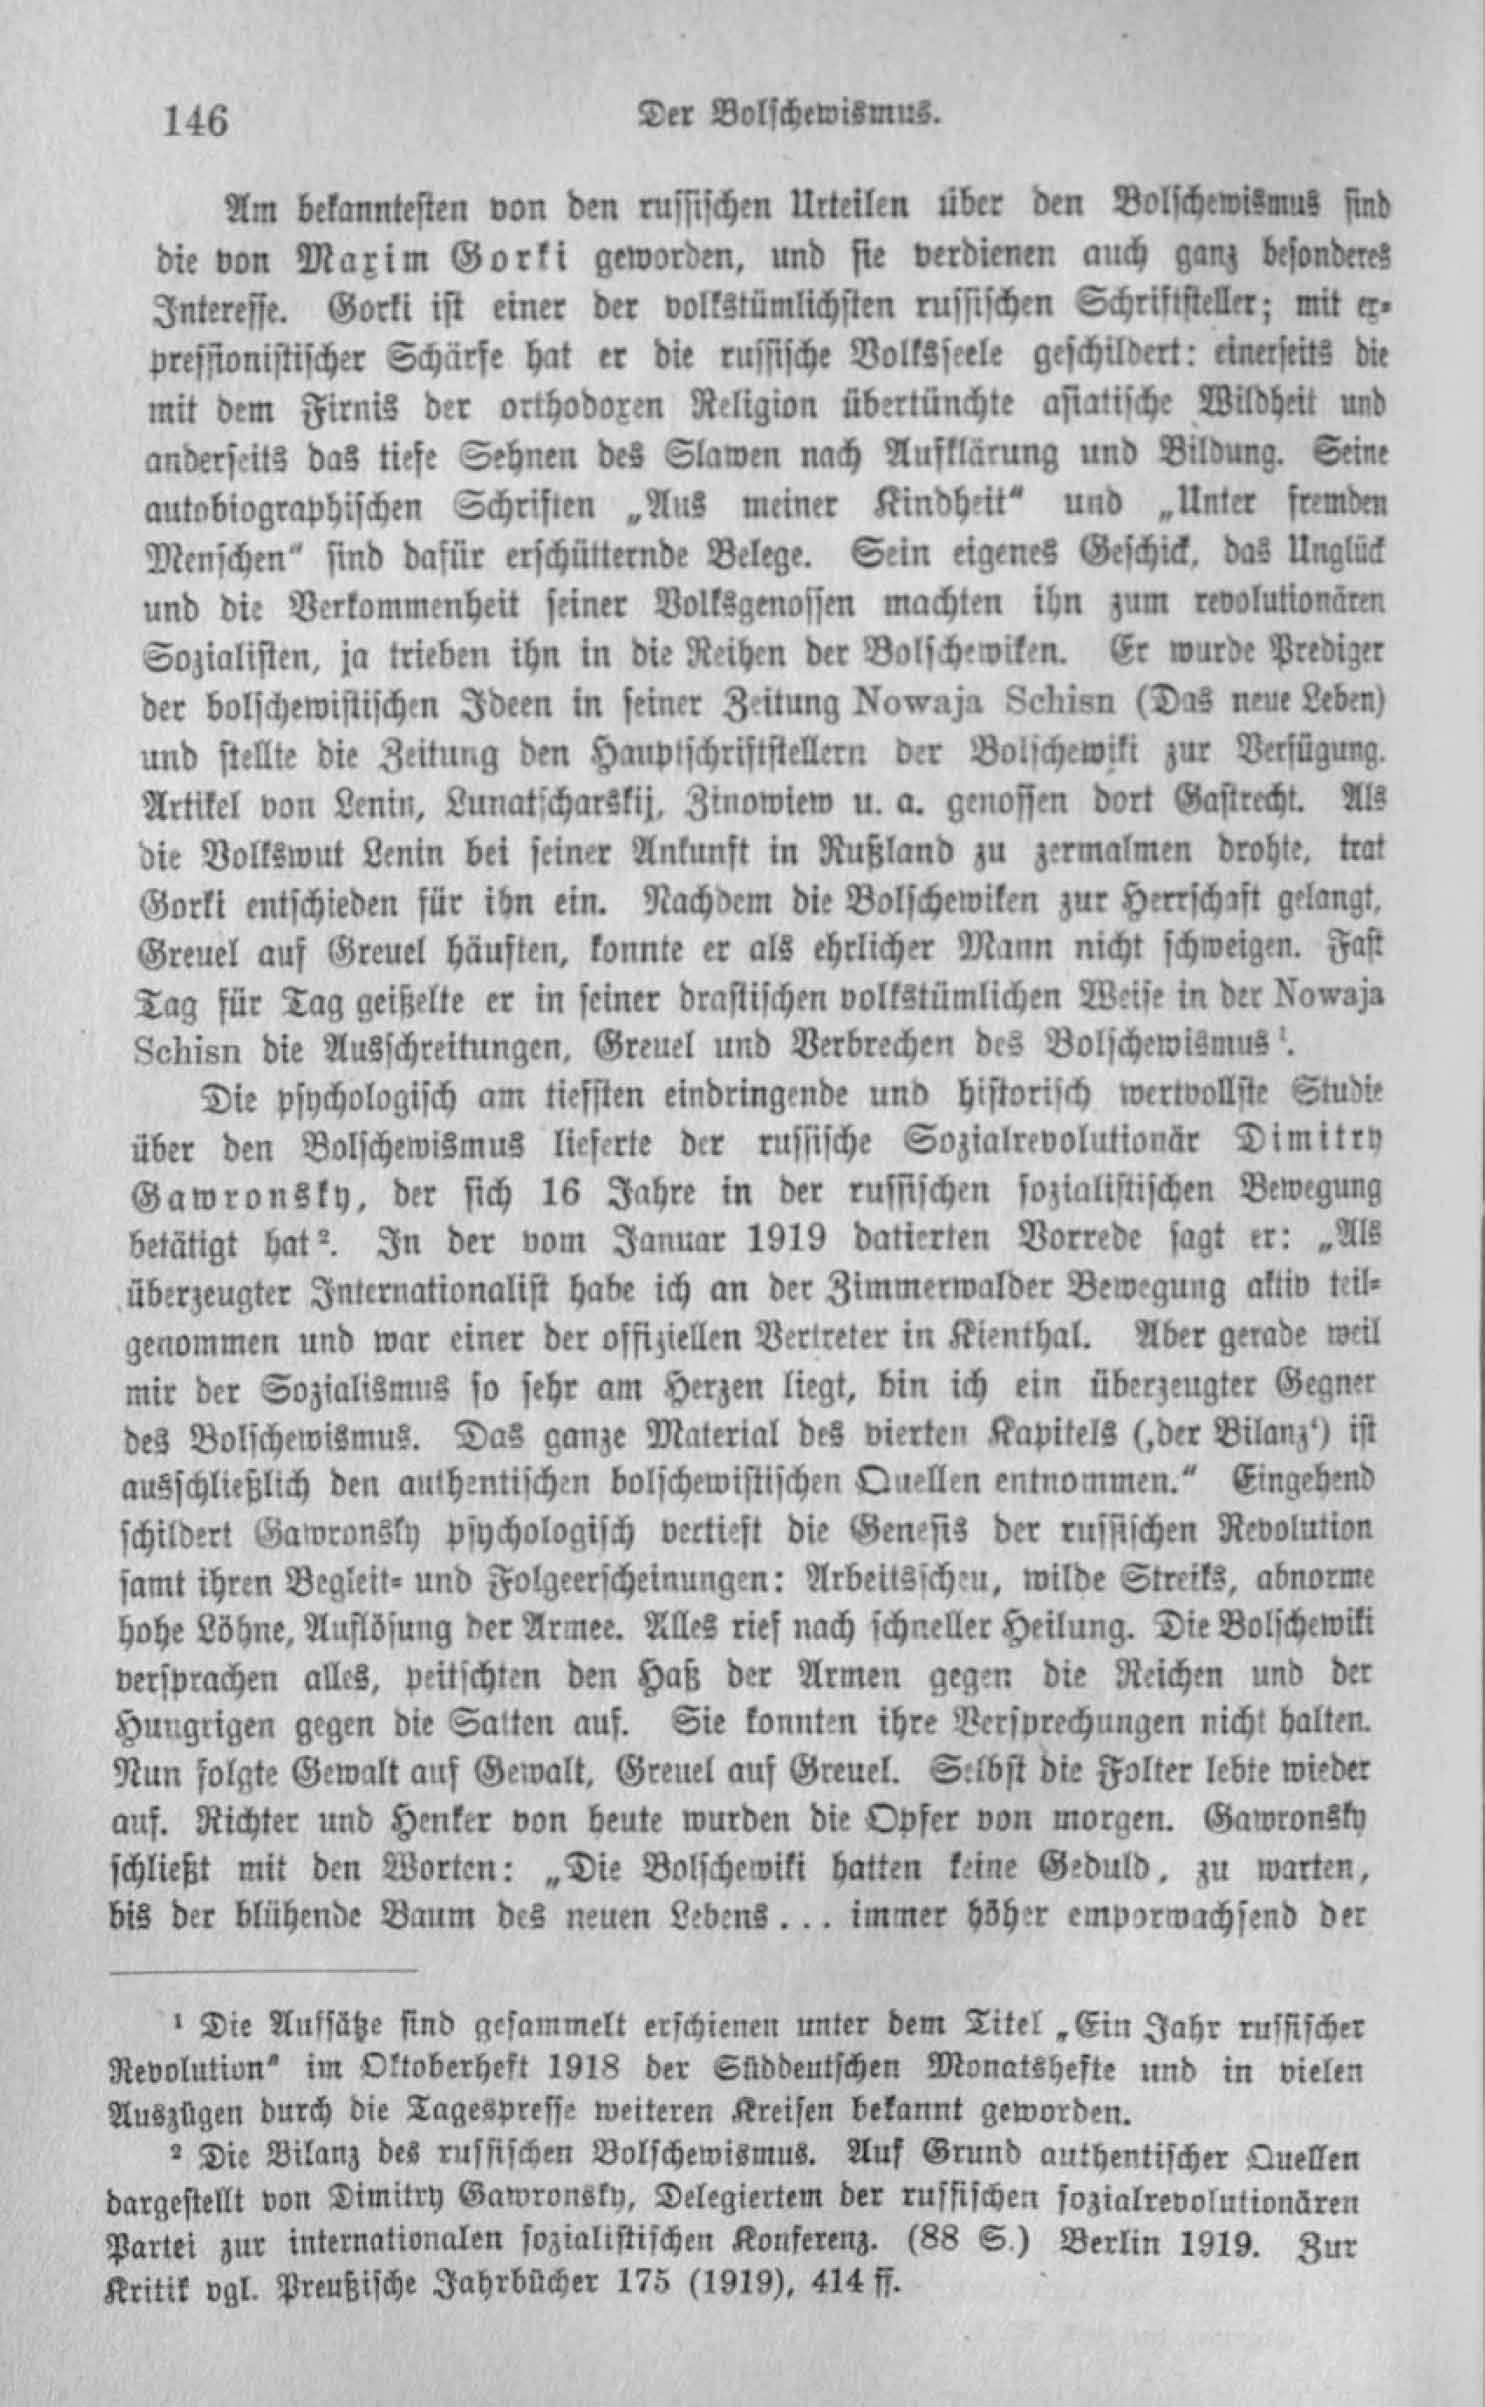 146
Der Bolschewismus.
Am bekanntesten von den russischen Urteilen über den Bolschewismus sind
die von Maxim Gorki geworden, und sie verdienen auch ganz besonderes
Interesse. Gorki ist einer der volkstümlichsten russischen Schriftsteller; mit ex-
pressionistischer Schärfe hat er die russische Volksseele geschildert: einerseits die
mit dem Firnis der orthodoxen Religion übertünchte asiatische Wildheit und
anderseits das tiefe Sehnen des Slawen nach Aufklärung und Bildung. Seine
autobiographischen Schriften „Aus meiner Kindheit“ und „Unter fremden
Menschen“ sind dafür erschütternde Belege. Sein eigenes Geschick, das Unglück
und die Verkommenheit seiner Volksgenossen machten ihn zum revolutionären
Sozialisten, ja trieben ihn in die Reihen der Bolschewiken. Er wurde Prediger
der bolschewistischen Ideen in seiner Zeitung Nowaja Schisn (Das neue Leben)
und stellte die Zeitung den Hauptschriftstellern der Bolschewiki zur Verfügung.
Artikel von Lenin, Lunatscharskij, Zinowiew u. a. genossen dort Gastrecht. Als
die Volkswut Lenin bei seiner Ankunft in Rußland zu zermalmen drohte, trat
Gorki entschieden für ihn ein. Nachdem die Bolschewiken zur Herrschaft gelangt,
Greuel auf Greuel häuften, konnte er als ehrlicher Mann nicht schweigen. Fast
Tag für Tag geißelte er in seiner drastischen volkstümlichen Weise in der Nowaja
Schisn die Ausschreitungen, Greuel und Verbrechen des Bolschewismus¹.
Die psychologisch am tiefsten eindringende und historisch wertvollste Studie
über den Bolschewismus lieferte der russische Sozialrevolutionär Dimitry
Gawronsky, der sich 16 Jahre in der russischen sozialistischen Bewegung
betätigt hat². In der vom Januar 1919 datierten Vorrede sagt er: „Als
überzeugter Internationalist habe ich an der Zimmerwalder Bewegung aktiv teil-
genommen und war einer der offiziellen Vertreter in Kienthal. Aber gerade weil
mir der Sozialismus so sehr am Herzen liegt, bin ich ein überzeugter Gegner
des Bolschewismus. Das ganze Material des vierten Kapitels (‚der Bilanz‘) ist
ausschließlich den authentischen bolschewistischen Quellen entnommen.“ Eingehend
schildert Gawronsky psychologisch vertieft die Genesis der russischen Revolution
samt ihren Begleit- und Folgeerscheinungen: Arbeitsscheu, wilde Streiks, abnorme
hohe Löhne, Auflösung der Armee. Alles rief nach schneller Heilung. Die Bolschewiki
versprachen alles, peitschten den Haß der Armen gegen die Reichen und der
Hungrigen gegen die Satten auf. Sie konnten ihre Versprechungen nicht halten.
Nun folgte Gewalt auf Gewalt, Greuel auf Greuel. Selbst die Folter lebte wieder
auf. Richter und Henker von heute wurden die Opfer von morgen. Gawronsky
schließt mit den Worten: „Die Bolschewiki hatten keine Geduld, zu warten,
bis der blühende Baum des neuen Lebens... immer höher emporwachsend der
¹ Die Aufsätze sind gesammelt erschienen unter dem Titel „Ein Jahr russischer
Revolution“ im Oktoberheft 1918 der Süddeutschen Monatshefte und in vielen
Auszügen durch die Tagespresse weiteren Kreisen bekannt geworden.
² Die Bilanz des russischen Bolschewismus. Auf Grund authentischer Quellen
dargestellt von Dimitry Gawronsky, Delegiertem der russischen sozialrevolutionären
Partei zur internationalen sozialistischen Konferenz. (88 S.) Berlin 1919. Zur
Kritik vgl. Preußische Jahrbücher 175 (1919), 414 ff.